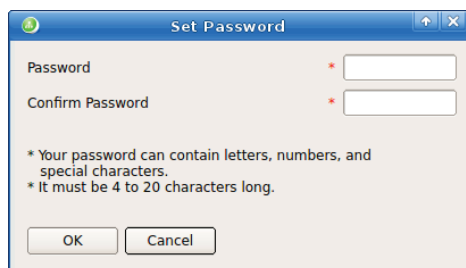 Set Password
Password *
Confirm Password *
* Your password can contain letters, numbers, and
special characters.
* It must be 4 to 20 characters long.
OK Cancel